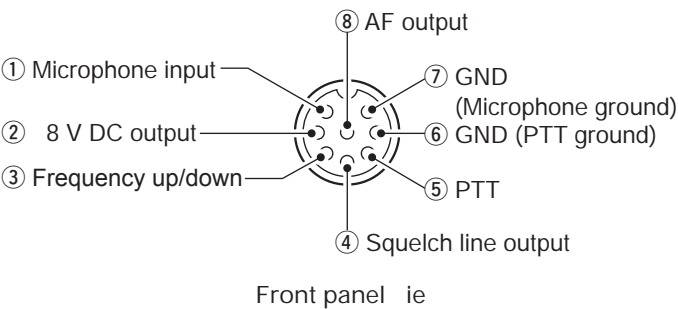 ⑧ AF output
① Microphone input
⑦ GND
(Microphone ground)
② 8 V DC output
⑥ GND (PTT ground)
③ Frequency up/down
⑤ PTT
④ Squelch line output
Front panel ie